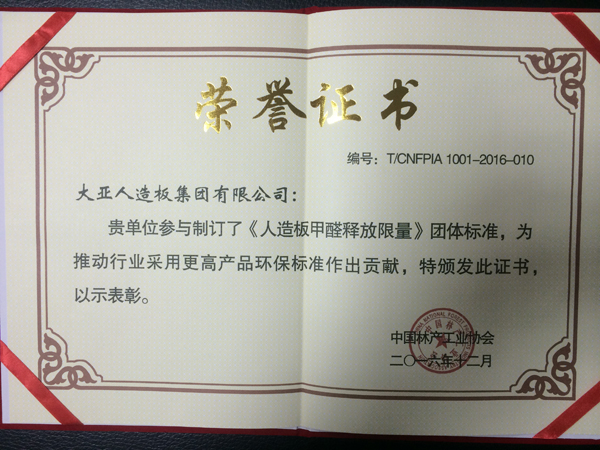 荣誉证书
编号：T/CNFPIA 1001-2016-010
大亚人造板集团有限公司：
贵单位参与制订了《人造板甲醛释放限量》团体标准，为
推动行业采用更高产品环保标准作出贡献，特颁发此证书，
以示表彰。
中国林产工业协会
二〇一六年十二月